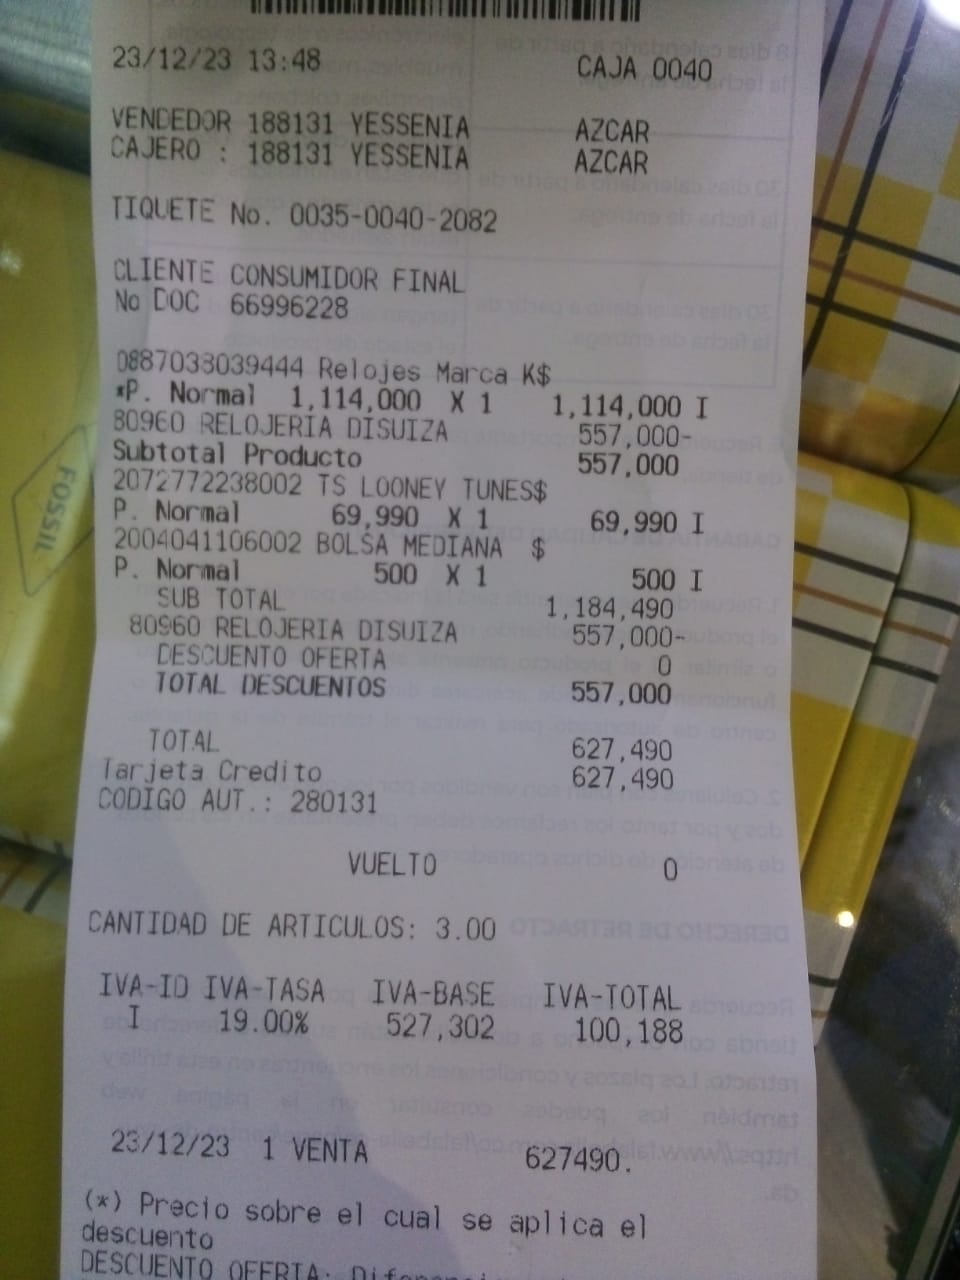 23/12/23 13:48 CAJA 0040
VENDEDOR 188131 YESSENIA AZCAR
CAJERO : 188131 YESSENIA AZCAR
TIQUETE No. 0035-0040-2082
CLIENTE CONSUMIDOR FINAL
No DOC 66996228
0887033039444 Relojes Marca K$
*P. Normal 1,114,000 X 1 1,114,000 I
80960 RELOJERIA DISUIZA 557,000-
Subtotal Producto 557,000
2072772238002 TS LOONEY TUNES$
P. Normal 69,990 X 1 69,990 I
2004041106002 BOLSA MEDIANA $
P. Normal 500 X 1 500 I
SUB TOTAL 1,184,490
80960 RELOJERIA DISUIZA 557,000-
DESCUENTO OFERTA 0
TOTAL DESCUENTOS 557,000
TOTAL 627,490
Tarjeta Credito 627,490
CODIGO AUT.: 280131
VUELTO 0
CANTIDAD DE ARTICULOS: 3.00
IVA-ID IVA-TASA IVA-BASE IVA-TOTAL
I 19.00% 527,302 100,188
23/12/23 1 VENTA 627490.
(*) Precio sobre el cual se aplica el
descuento
DESCUENTO OFERTA:
FOSSIL